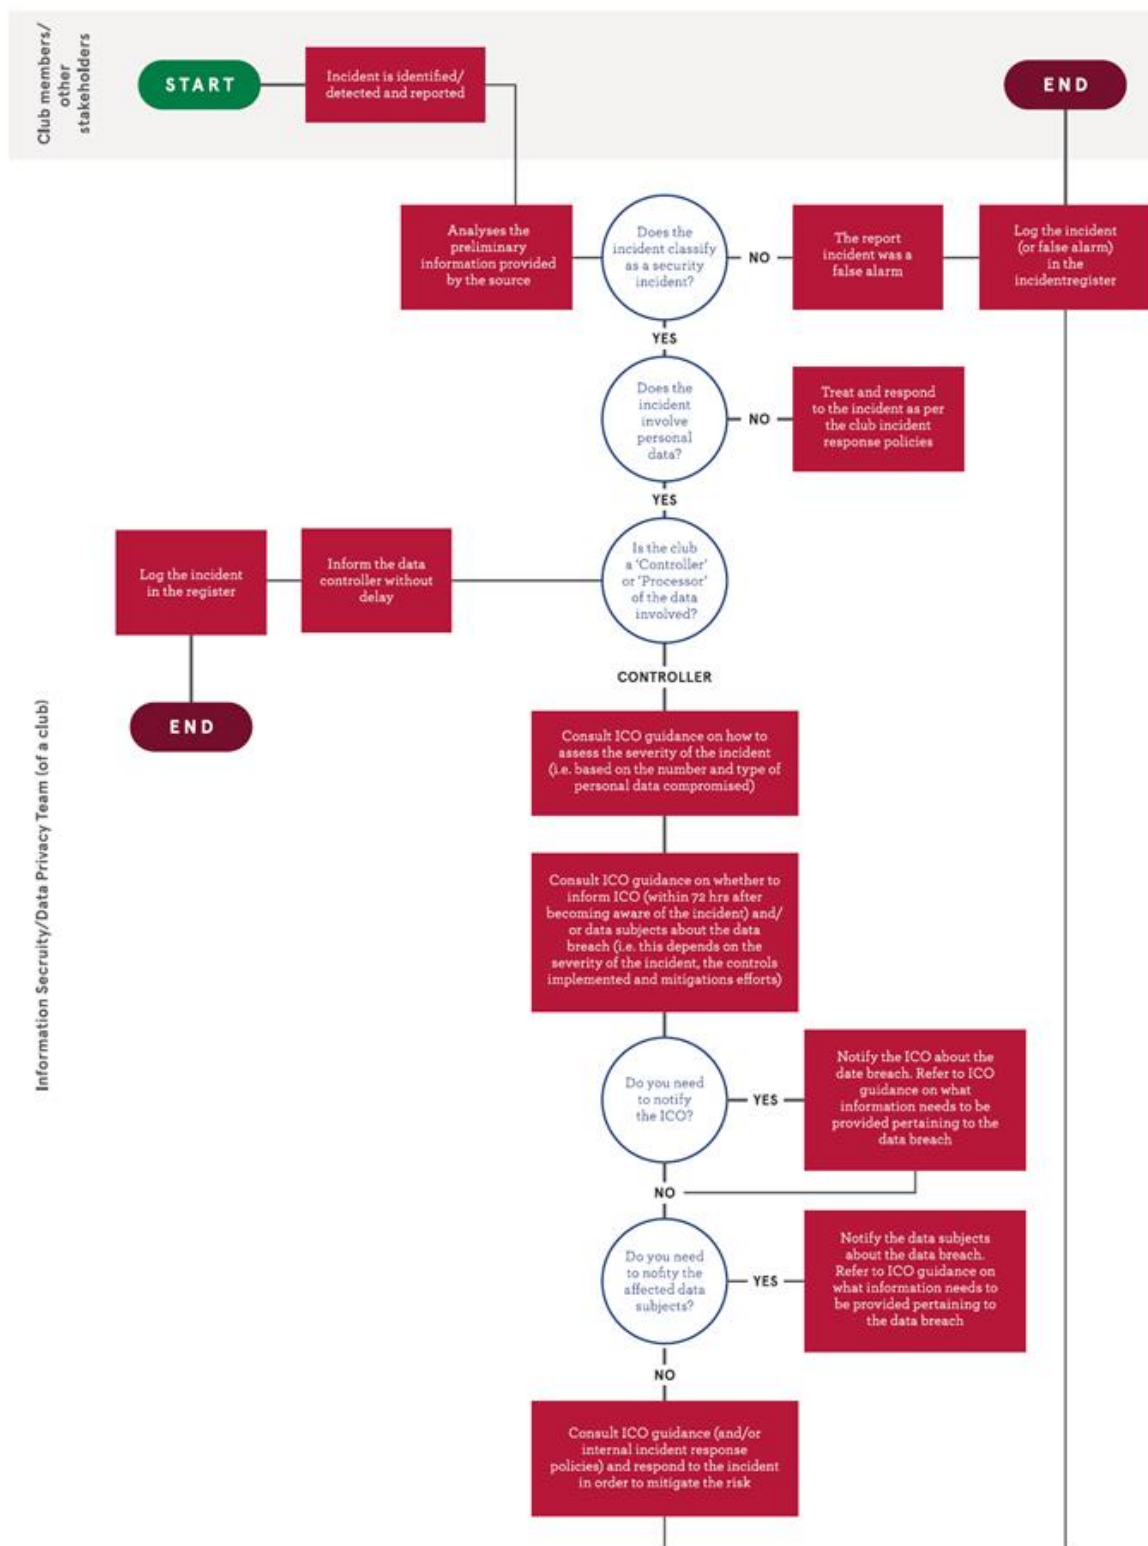 Club members/
other
stakeholders
START
Incident is identified/
detected and reported
END
Analyses the
preliminary
information provided
by the source
Does the
incident classify
as a security
incident?
NO
The report
incident was a
false alarm
Log the incident
(or false alarm)
in the
incidentregister
YES
Does the
incident
involve
personal
data?
NO
Treat and respond
to the incident as per
the club incident
response policies
YES
Log the incident
in the register
Inform the data
controller without
delay
Is the club
a 'Controller'
or 'Processor'
of the data
involved?
END
CONTROLLER
Information Secruity/Data Privacy Team (of a club)
Consult ICO guidance on how to
assess the severity of the incident
(i.e. based on the number and type of
personal data compromised)
Consult ICO guidance on whether to
inform ICO (within 72 hrs after
becoming aware of the incident) and/
or data subjects about the data
breach (i.e. this depends on the
severity of the incident, the controls
implemented and mitigations efforts)
Do you need
to notify
the ICO?
YES
Notify the ICO about the
date breach. Refer to ICO
guidance on what
information needs to be
provided pertaining to the
data breach
NO
Do you need
to nofity the
affected data
subjects?
YES
Notify the data subjects
about the data breach.
Refer to ICO guidance on
what information needs to
be provided pertaining to
the data breach
NO
Consult ICO guidance (and/or
internal incident response
policies) and respond to the incident
in order to mitigate the risk